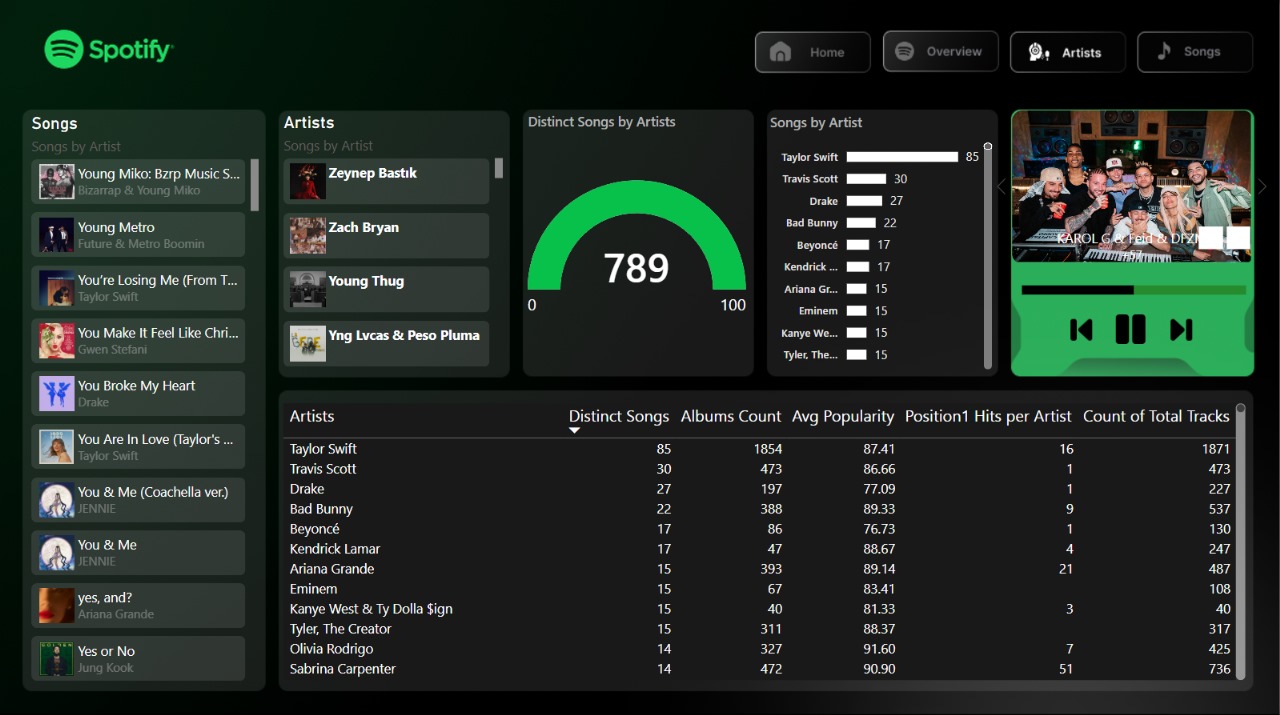 Spotify
Home
Overview
Artists
Songs
Songs
Songs by Artist
Young Miko: Bzrp Music S...
Bizarrap & Young Miko
Young Metro
Future & Metro Boomin
You're Losing Me (From T...
Taylor Swift
You Make It Feel Like Chri...
Gwen Stefani
You Broke My Heart
Drake
You Are In Love (Taylor's ...
Taylor Swift
You & Me (Coachella ver.)
JENNIE
You & Me
JENNIE
yes, and?
Ariana Grande
Yes or No
Jung Kook
Artists
Songs by Artist
Zeynep Bastık
Zach Bryan
Young Thug
Yng Lvcas & Peso Pluma
Distinct Songs by Artists
789
0 100
Songs by Artist
Taylor Swift 85
Travis Scott 30
Drake 27
Bad Bunny 22
Beyoncé 17
Kendrick ... 17
Ariana Gr... 15
Eminem 15
Kanye We... 15
Tyler, The... 15
KAROL G & Feid & DFZM
Artists Distinct Songs Albums Count Avg Popularity Position1 Hits per Artist Count of Total Tracks
Taylor Swift 85 1854 87.41 16 1871
Travis Scott 30 473 86.66 1 473
Drake 27 197 77.09 1 227
Bad Bunny 22 388 89.33 9 537
Beyoncé 17 86 76.73 1 130
Kendrick Lamar 17 47 88.67 4 247
Ariana Grande 15 393 89.14 21 487
Eminem 15 67 83.41 108
Kanye West & Ty Dolla $ign 15 40 81.33 3 40
Tyler, The Creator 15 311 88.37 317
Olivia Rodrigo 14 327 91.60 7 425
Sabrina Carpenter 14 472 90.90 51 736